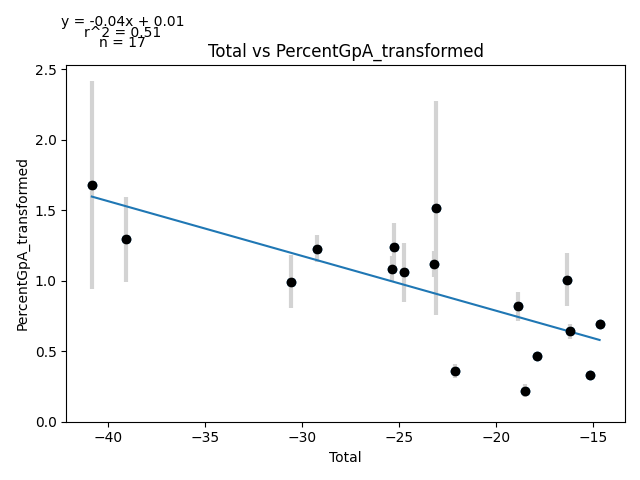 y = -0.04x + 0.01
r^2 = 0.51
n = 17
Total vs PercentGpA_transformed
2.5
2.0
1.5
1.0
0.5
0.0
PercentGpA_transformed
−40
−35
−30
−25
−20
−15
Total